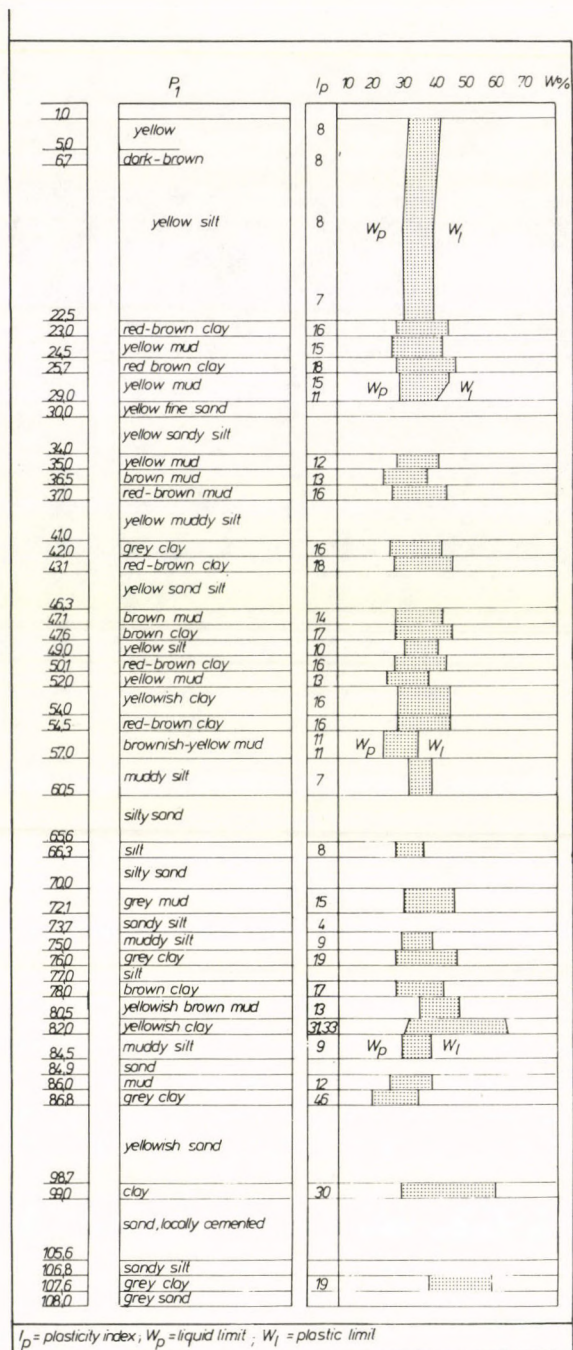 P1 Ip 10 20 30 40 50 60 70 W%
1,0
yellow 8
5,0
6,7 dark-brown 8
yellow silt 8 Wp Wl
7
22,5
23,0 red-brown clay 16
24,5 yellow mud 15
25,7 red brown clay 18
yellow mud 15 Wp Wl
29,0 11
30,0 yellow fine sand
yellow sandy silt
34,0
35,0 yellow mud 12
36,5 brown mud 13
37,0 red-brown mud 16
yellow muddy silt
41,0
42,0 grey clay 16
43,1 red-brown clay 18
yellow sand silt
46,3
47,1 brown mud 14
47,6 brown clay 17
49,0 yellow silt 10
50,1 red-brown clay 16
52,0 yellow mud 13
yellowish clay 16
54,0
54,5 red-brown clay 16
brownish-yellow mud 11 Wp Wl
57,0 11
muddy silt 7
60,5
silty sand
65,6
66,3 silt 8
silty sand
70,0
grey mud 15
72,1
73,7 sandy silt 4
75,0 muddy silt 9
76,0 grey clay 19
77,0 silt
78,0 brown clay 17
80,5 yellowish brown mud 13
82,0 yellowish clay 31,33
muddy silt 9 Wp Wl
84,5
84,9 sand
86,0 mud 12
86,8 grey clay 46
yellowish sand
98,7
99,0 clay 30
sand, locally cemented
105,6
106,8 sandy silt
107,6 grey clay 19
108,0 grey sand
Ip = plasticity index; Wp = liquid limit; Wl = plastic limit